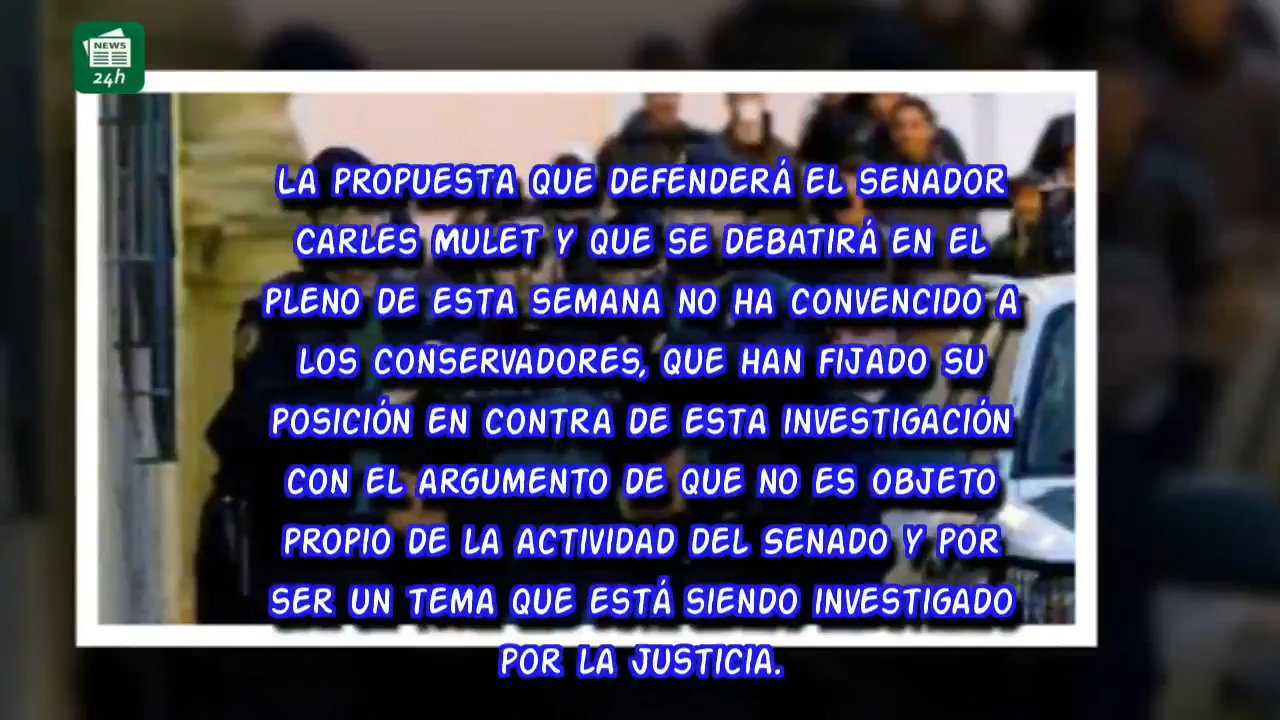 NEWS
24h
LA PROPUESTA QUE DEFENDERÁ EL SENADOR
CARLES MULET Y QUE SE DEBATIRÁ EN EL
PLENO DE ESTA SEMANA NO HA CONVENCIDO A
LOS CONSERVADORES, QUE HAN FIJADO SU
POSICIÓN EN CONTRA DE ESTA INVESTIGACIÓN
CON EL ARGUMENTO DE QUE NO ES OBJETO
PROPIO DE LA ACTIVIDAD DEL SENADO Y POR
SER UN TEMA QUE ESTÁ SIENDO INVESTIGADO
POR LA JUSTICIA.